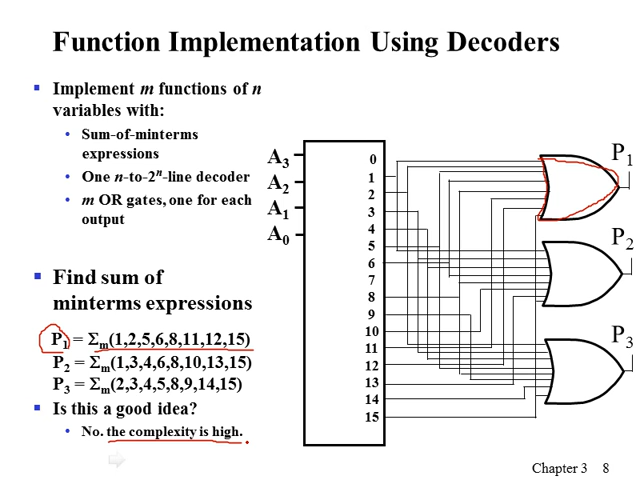 Function Implementation Using Decoders
▪ Implement m functions of n
variables with:
• Sum-of-minterms
expressions
• One n-to-2ⁿ-line decoder
• m OR gates, one for each
output
▪ Find sum of
minterms expressions
P₁ = Σₘ(1,2,5,6,8,11,12,15)
P₂ = Σₘ(1,3,4,6,8,10,13,15)
P₃ = Σₘ(2,3,4,5,8,9,14,15)
▪ Is this a good idea?
• No. the complexity is high.
A₃
A₂
A₁
A₀
0
1
2
3
4
5
6
7
8
9
10
11
12
13
14
15
P₁
P₂
P₃
Chapter 3 8